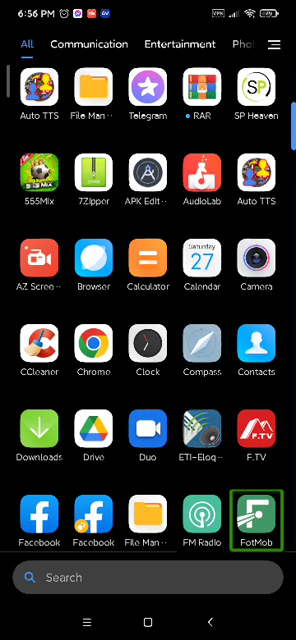 6:56 PM
All Communication Entertainment Pho
Auto TTS File Man ·· Telegram RAR SP Heaven
555Mix 7Zipper APK Edit·· AudioLab Auto TTS
AZ Scree ·· Browser Calculator Calendar Camera
Saturday
27
CCleaner Chrome Clock Compass Contacts
Downloads Drive Duo ETI-Eloq ·· F.TV
Facebook Facebook File Man ·· FM Radio FotMob
Search